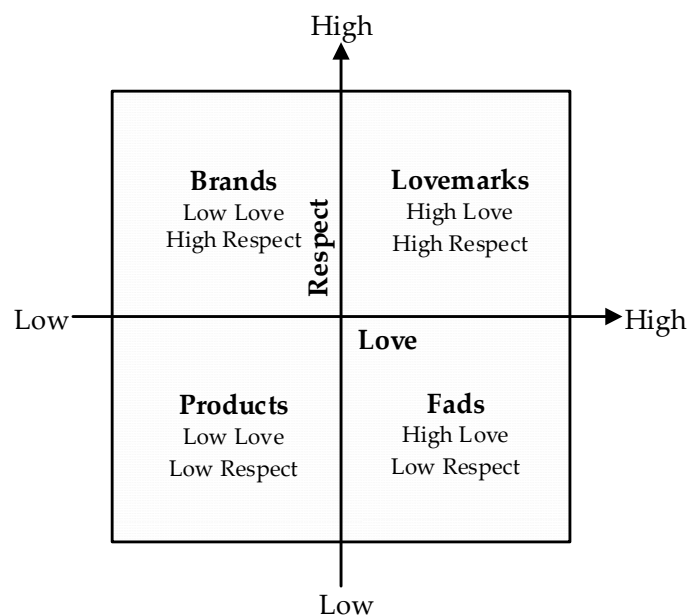 High
Brands
Low Love
High Respect
Lovemarks
High Love
High Respect
Respect
Low
High
Love
Products
Low Love
Low Respect
Fads
High Love
Low Respect
Low